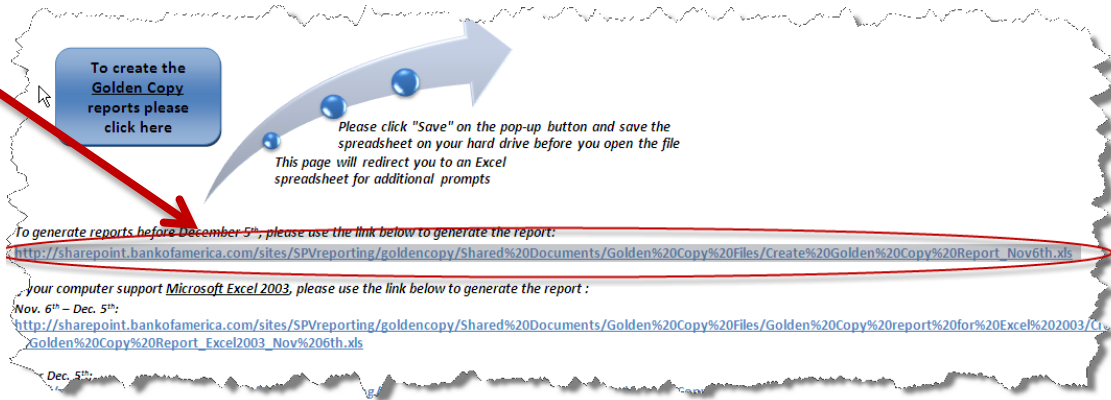 To create the
Golden Copy
reports please
click here
Please click "Save" on the pop-up button and save the
spreadsheet on your hard drive before you open the file
This page will redirect you to an Excel
spreadsheet for additional prompts
To generate reports before December 5th, please use the link below to generate the report:
http://sharepoint.bankofamerica.com/sites/SPVreporting/goldencopy/Shared%20Documents/Golden%20Copy%20Files/Create%20Golden%20Copy%20Report_Nov6th.xls
your computer support Microsoft Excel 2003, please use the link below to generate the report :
Nov. 6th – Dec. 5th:
http://sharepoint.bankofamerica.com/sites/SPVreporting/goldencopy/Shared%20Documents/Golden%20Copy%20Files/Golden%20Copy%20report%20for%20Excel%202003/Cr
Golden%20Copy%20Report_Excel2003_Nov%206th.xls
Dec. 5th: